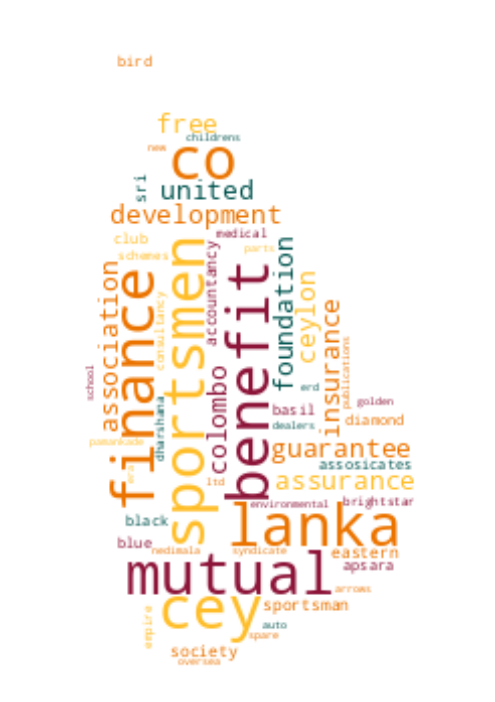 bird
free
childrens
new
co
sri
united
development
club
medical
parts
schemes
sportsmen
accountancy
foundation
association
finance
benefit
ceylon
consultancy
insurance
publications
school
colombo
erd
golden
dharshana
basil
diamond
dealers
pamankade
guarantee
assosicates
era
ltd
assurance
environmental
brightstar
black
lanka
blue
nedimala
syndicate
eastern
apsara
mutual
arrows
cey
sportsman
empire
auto
spare
society
oversea